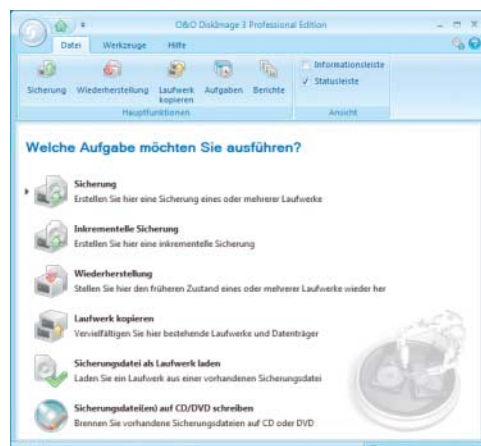 O&O DiskImage 3 Professional Edition
Datei Werkzeuge Hilfe
Sicherung Wiederherstellung Laufwerk kopieren Aufgaben Berichte
Informationsleiste
Statusleiste
Hauptfunktionen Ansicht
Welche Aufgabe möchten Sie ausführen?
Sicherung
Erstellen Sie hier eine Sicherung eines oder mehrerer Laufwerke
Inkrementelle Sicherung
Erstellen Sie hier eine inkrementelle Sicherung
Wiederherstellung
Stellen Sie hier den früheren Zustand eines oder mehrerer Laufwerke wieder her
Laufwerk kopieren
Vervielfältigen Sie hier bestehende Laufwerke und Datenträger
Sicherungsdatei als Laufwerk laden
Laden Sie ein Laufwerk aus einer vorhandenen Sicherungsdatei
Sicherungsdatei(en) auf CD/DVD schreiben
Brennen Sie vorhandene Sicherungsdateien auf CD oder DVD